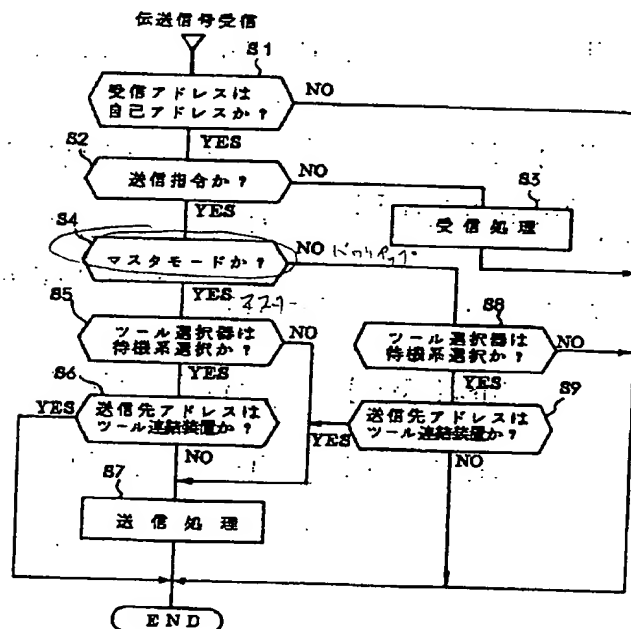 伝送信号受信
S1
受信アドレスは
自己アドレスか?
NO
YES
S2
送信指令か?
NO
YES
S3
受信処理
S4
マスタモードか?
NO
YES
マスター
S5
ツール選択器は
待機系選択か?
NO
YES
S8
ツール選択器は
待機系選択か?
NO
YES
S6
YES
送信先アドレスは
ツール連結装置か?
NO
S9
送信先アドレスは
ツール連結装置か?
YES
NO
S7
送信処理
END